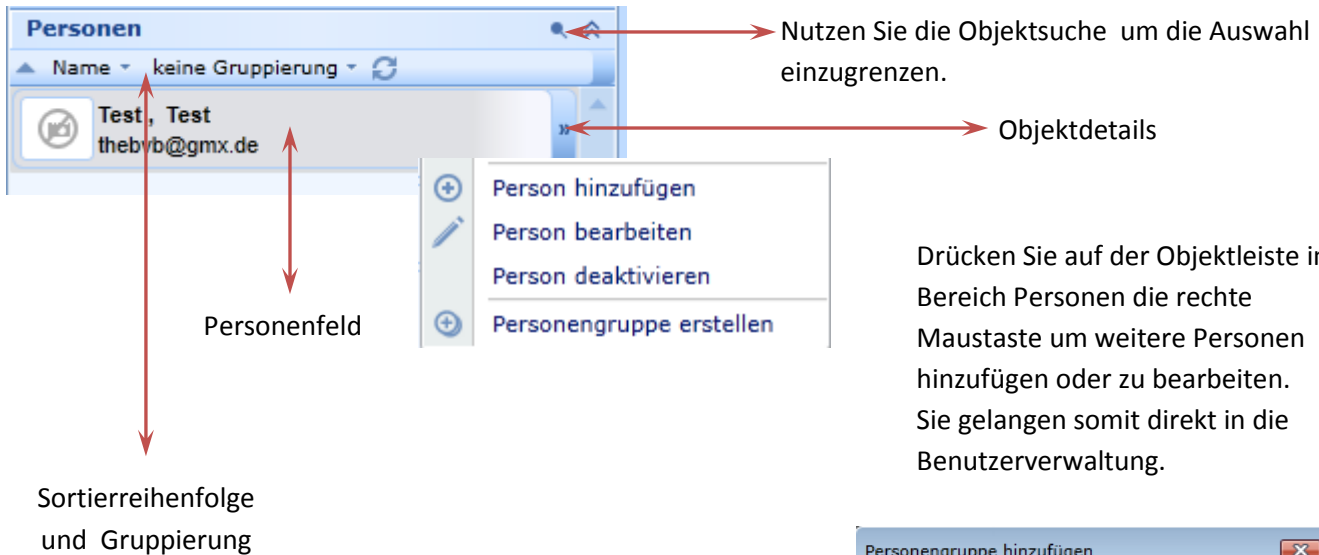 Personen
Name keine Gruppierung
Test , Test
thebvb@gmx.de
Nutzen Sie die Objektsuche um die Auswahl
einzugrenzen.
Objektdetails
Person hinzufügen
Person bearbeiten
Person deaktivieren
Personengruppe erstellen
Personenfeld
Drücken Sie auf der Objektleiste
Bereich Personen die rechte
Maustaste um weitere Personen
hinzufügen oder zu bearbeiten.
Sie gelangen somit direkt in die
Benutzerverwaltung.
Sortierreihenfolge
und Gruppierung
Personengruppe hinzufügen